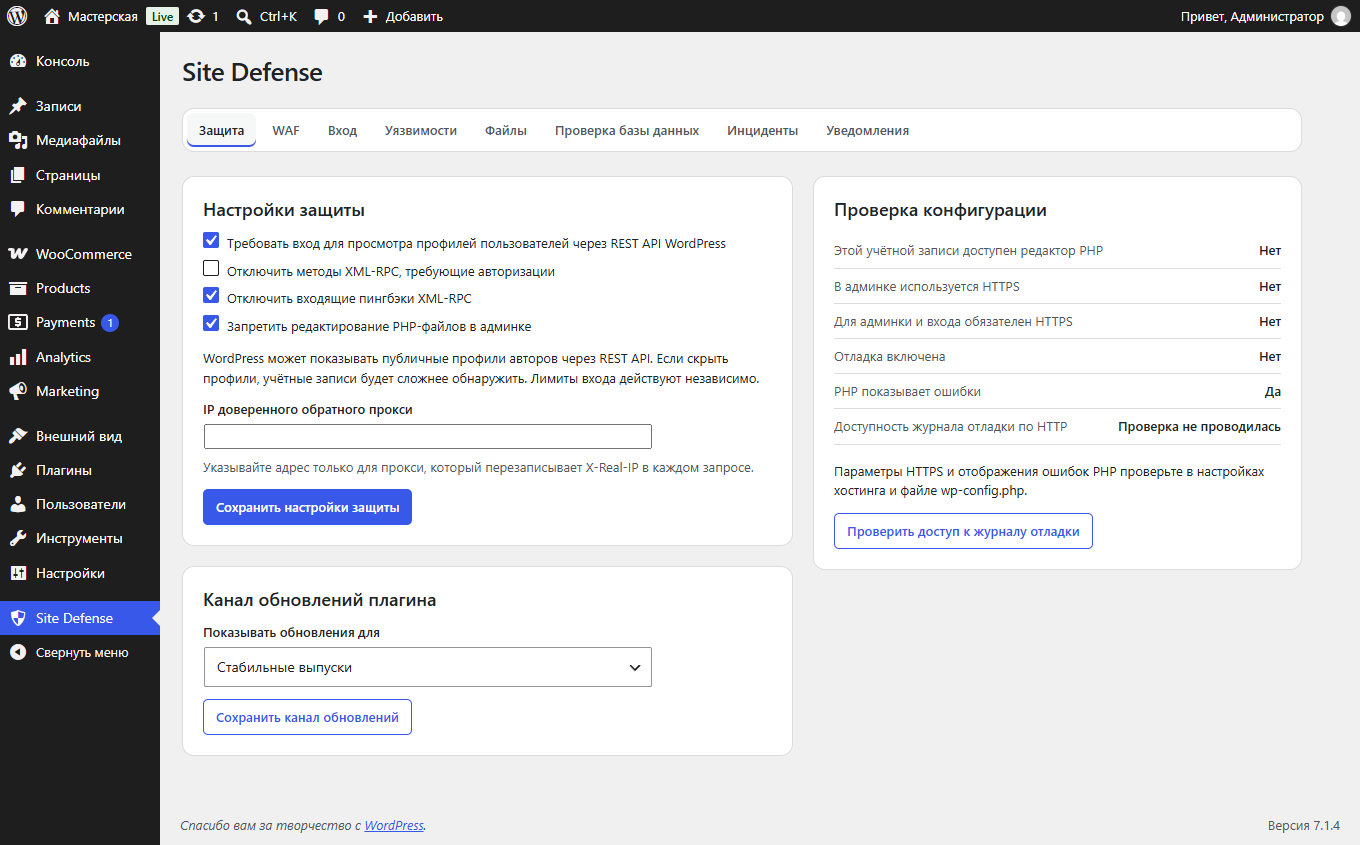 Мастерская Live 1 Ctrl+K 0 Добавить Привет, Администратор
Консоль
Записи
Медиафайлы
Страницы
Комментарии
WooCommerce
Products
Payments 1
Analytics
Marketing
Внешний вид
Плагины
Пользователи
Инструменты
Настройки
Site Defense
Свернуть меню
Site Defense
Защита WAF Вход Уязвимости Файлы Проверка базы данных Инциденты Уведомления
Настройки защиты
Требовать вход для просмотра профилей пользователей через REST API WordPress
Отключить методы XML-RPC, требующие авторизации
Отключить входящие пингбэки XML-RPC
Запретить редактирование PHP-файлов в админке
WordPress может показывать публичные профили авторов через REST API. Если скрыть
профили, учётные записи будет сложнее обнаружить. Лимиты входа действуют независимо.
IP доверенного обратного прокси
Указывайте адрес только для прокси, который перезаписывает X-Real-IP в каждом запросе.
Сохранить настройки защиты
Канал обновлений плагина
Показывать обновления для
Стабильные выпуски
Сохранить канал обновлений
Проверка конфигурации
Этой учётной записи доступен редактор PHP Нет
В админке используется HTTPS Нет
Для админки и входа обязателен HTTPS Нет
Отладка включена Нет
PHP показывает ошибки Да
Доступность журнала отладки по HTTP Проверка не проводилась
Параметры HTTPS и отображения ошибок PHP проверьте в настройках
хостинга и файле wp-config.php.
Проверить доступ к журналу отладки
Спасибо вам за творчество с WordPress.
Версия 7.1.4